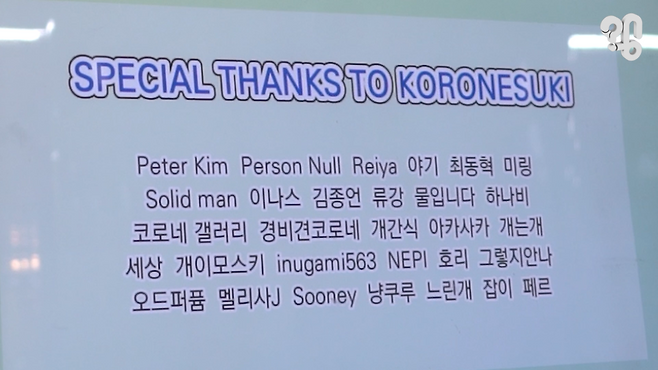 SPECIAL THANKS TO KORONESUKI
Peter Kim Person Null Reiya 야기 최동혁 미링
Solid man 이나스 김종언 류강 물입니다 하나비
코로네 갤러리 경비견코로네 개간식 아카사카 개는개
세상 개이모스키 inugami563 NEPI 호리 그렇지안나
오드퍼퓸 멜리사J Sooney 냥쿠루 느린개 잡이 페르